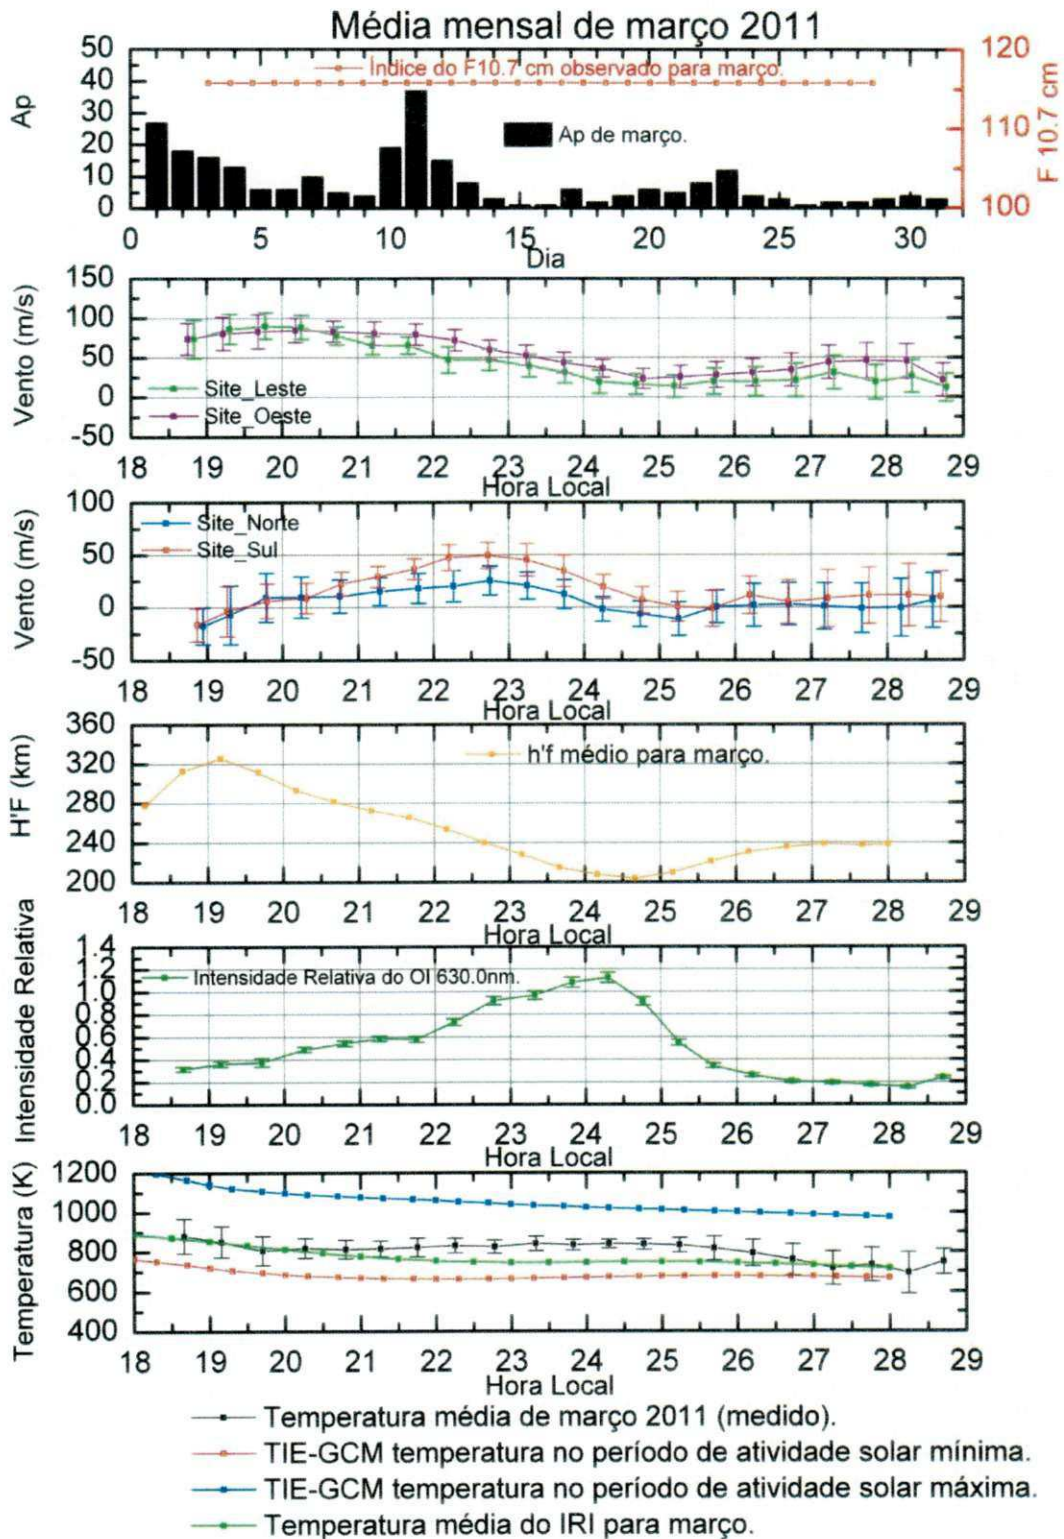 Média mensal de março 2011
50
40
30
20
10
0
Ap
120
110
100
F 10.7 cm
Índice do F10.7 cm observado para março.
Ap de março.
0 5 10 15 20 25 30
Dia
150
100
50
0
-50
Vento (m/s)
Site_Leste
Site_Oeste
18 19 20 21 22 23 24 25 26 27 28 29
Hora Local
100
50
0
-50
Vento (m/s)
Site_Norte
Site_Sul
18 19 20 21 22 23 24 25 26 27 28 29
Hora Local
360
320
280
240
200
H'F (km)
h'f médio para março.
18 19 20 21 22 23 24 25 26 27 28 29
Hora Local
1.4
1.2
1.0
0.8
0.6
0.4
0.2
0.0
Intensidade Relativa
Intensidade Relativa do OI 630.0nm.
18 19 20 21 22 23 24 25 26 27 28 29
Hora Local
1200
1000
800
600
400
Temperatura (K)
18 19 20 21 22 23 24 25 26 27 28 29
Hora Local
Temperatura média de março 2011 (medido).
TIE-GCM temperatura no período de atividade solar mínima.
TIE-GCM temperatura no período de atividade solar máxima.
Temperatura média do IRI para março.